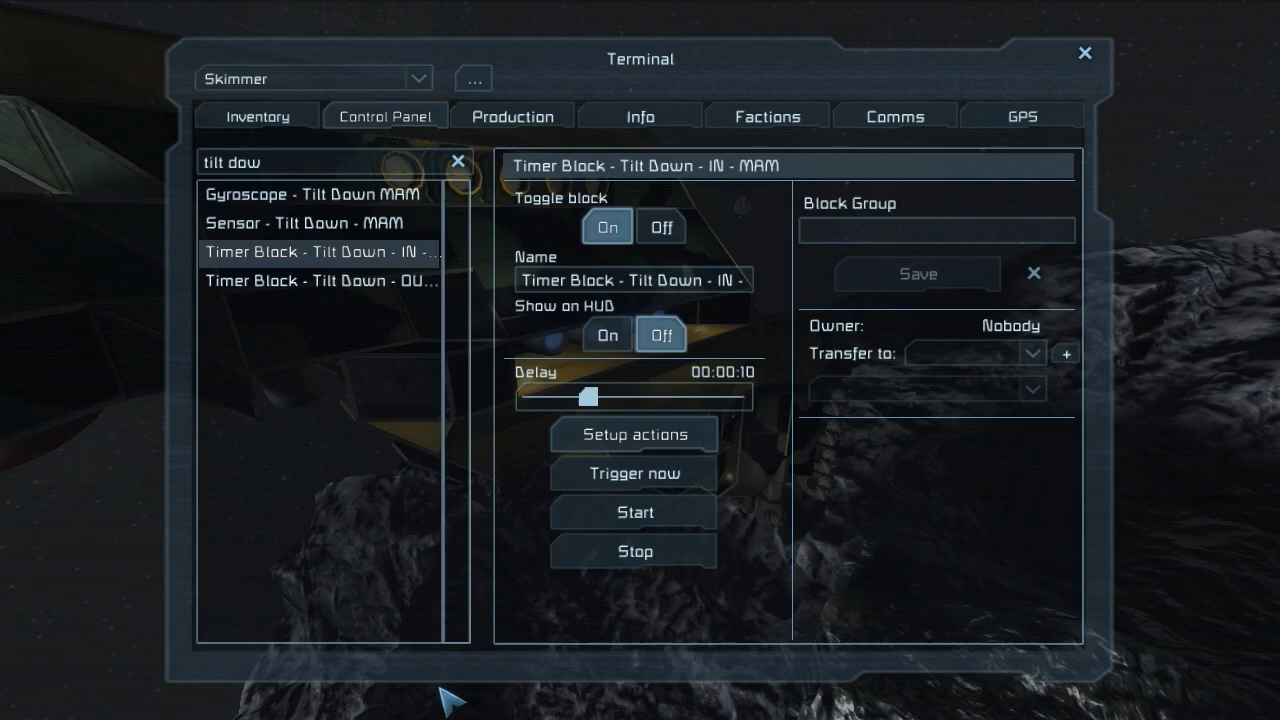 Terminal
Skimmer
...
Inventory
Control Panel
Production
Info
Factions
Comms
GPS
tilt dow
Gyroscope - Tilt Down MAM
Sensor - Tilt Down - MAM
Timer Block - Tilt Down - IN -...
Timer Block - Tilt Down - OU...
Timer Block - Tilt Down - IN - MAM
Toggle block
On Off
Name
Timer Block - Tilt Down - IN -
Show on HUD
On Off
Delay 00:00:10
Setup actions
Trigger now
Start
Stop
Block Group
Save
Owner: Nobody
Transfer to:
+